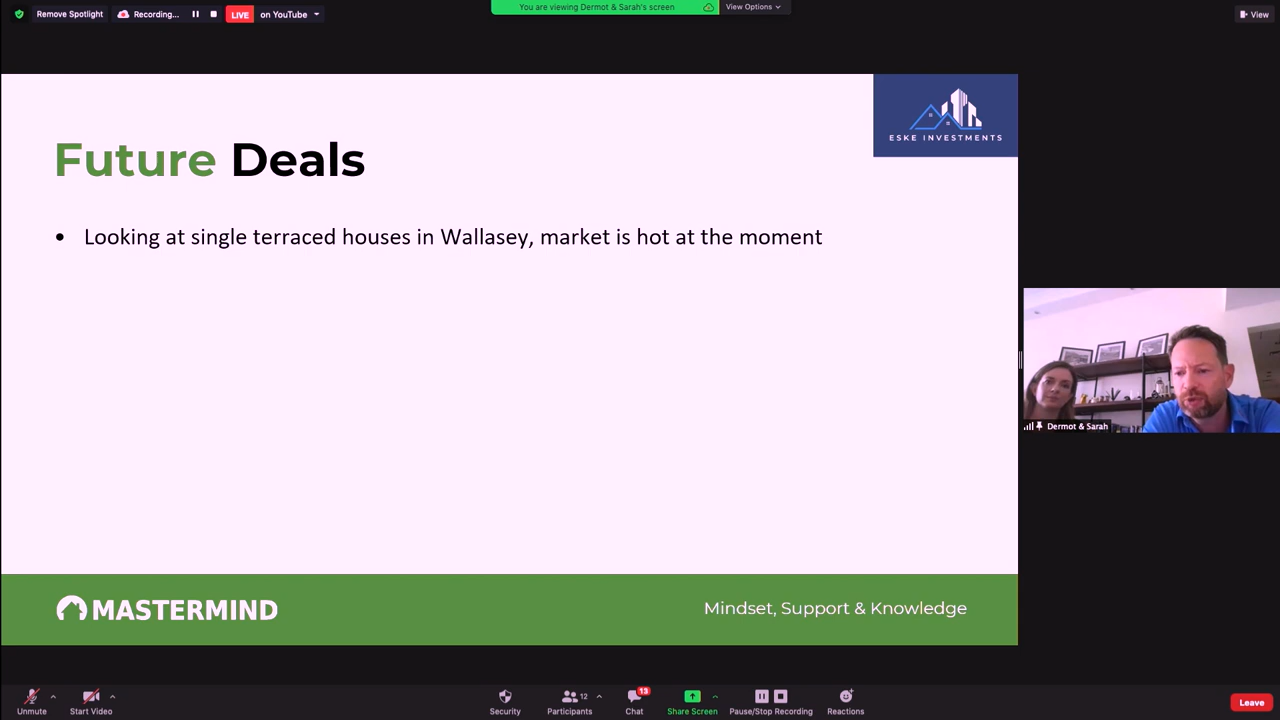 Remove Spotlight
Recording...
LIVE
on YouTube
You are viewing Dermot & Sarah's screen
View Options
View
ESKE INVESTMENTS
Future Deals
• Looking at single terraced houses in Wallasey, market is hot at the moment
Dermot & Sarah
MASTERMIND
Mindset, Support & Knowledge
Unmute
Start Video
Security
12
Participants
13
Chat
Share Screen
Pause/Stop Recording
Reactions
Leave